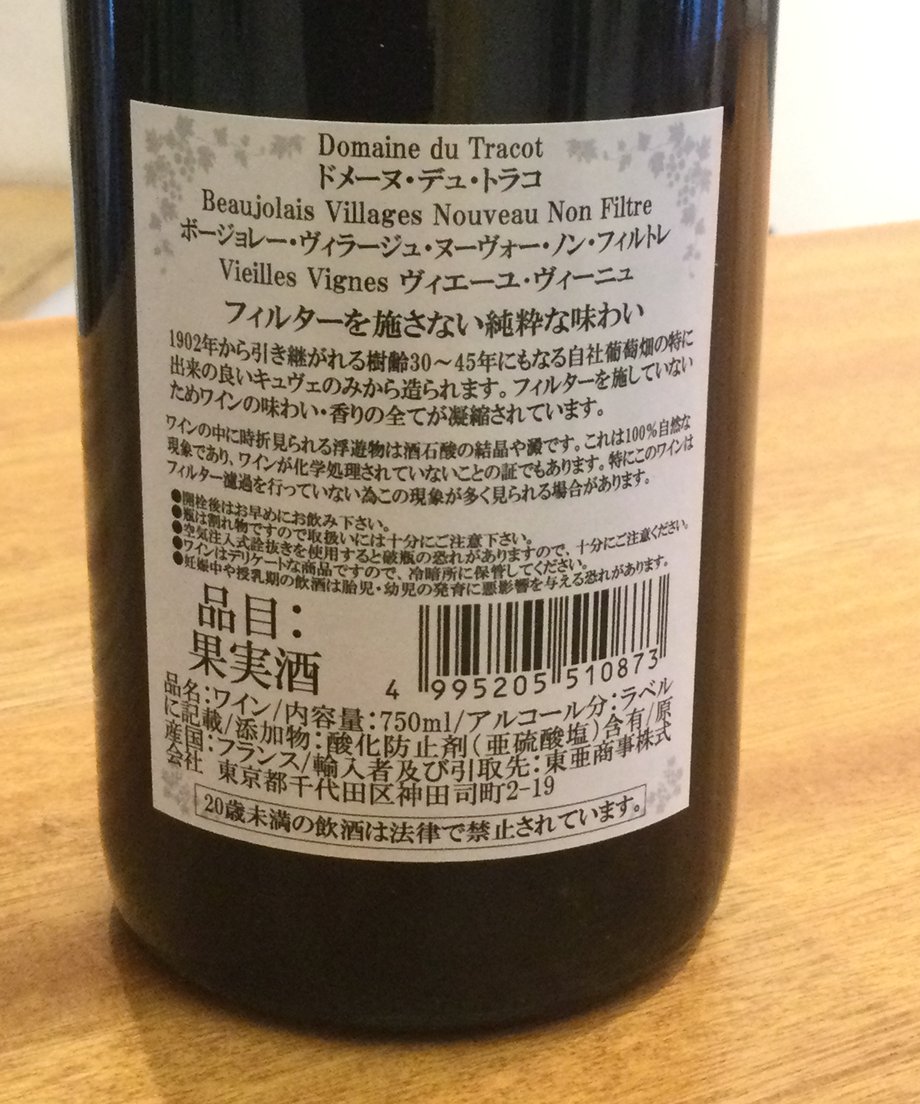 Domaine du Tracot
ドメーヌ・デュ・トラコ
Beaujolais Villages Nouveau Non Filtre
ボージョレー・ヴィラージュ・ヌーヴォー・ノン・フィルトレ
Vieilles Vignes ヴィエーユ・ヴィーニュ
フィルターを施さない純粋な味わい
1902年から引き継がれる樹齢30～45年にもなる自社葡萄畑の特に
出来の良いキュヴェのみから造られます。フィルターを施していない
ためワインの味わい・香りの全てが凝縮されています。
ワインの中に時折見られる浮遊物は酒石酸の結晶や澱です。これは100%自然な
現象であり、ワインが化学処理されていないことの証でもあります。特にこのワインは
フィルター濾過を行っていない為この現象が多く見られる場合があります。
●開栓後はお早めにお飲み下さい。
●瓶は割れ物ですので取扱いには十分にご注意下さい。
●空気注入式栓抜きを使用すると破瓶の恐れがありますので、十分にご注意ください。
●ワインはデリケートな商品ですので、冷暗所に保管してください。
●妊娠中や授乳期の飲酒は胎児・幼児の発育に悪影響を与える恐れがあります。
品目：
果実酒
4 995205 510873
品名：ワイン/内容量：750ml/アルコール分：ラベル
に記載/添加物：酸化防止剤(亜硫酸塩)含有/原
産国：フランス/輸入者及び引取先：東亜商事株式
会社 東京都千代田区神田司町2-19
20歳未満の飲酒は法律で禁止されています。